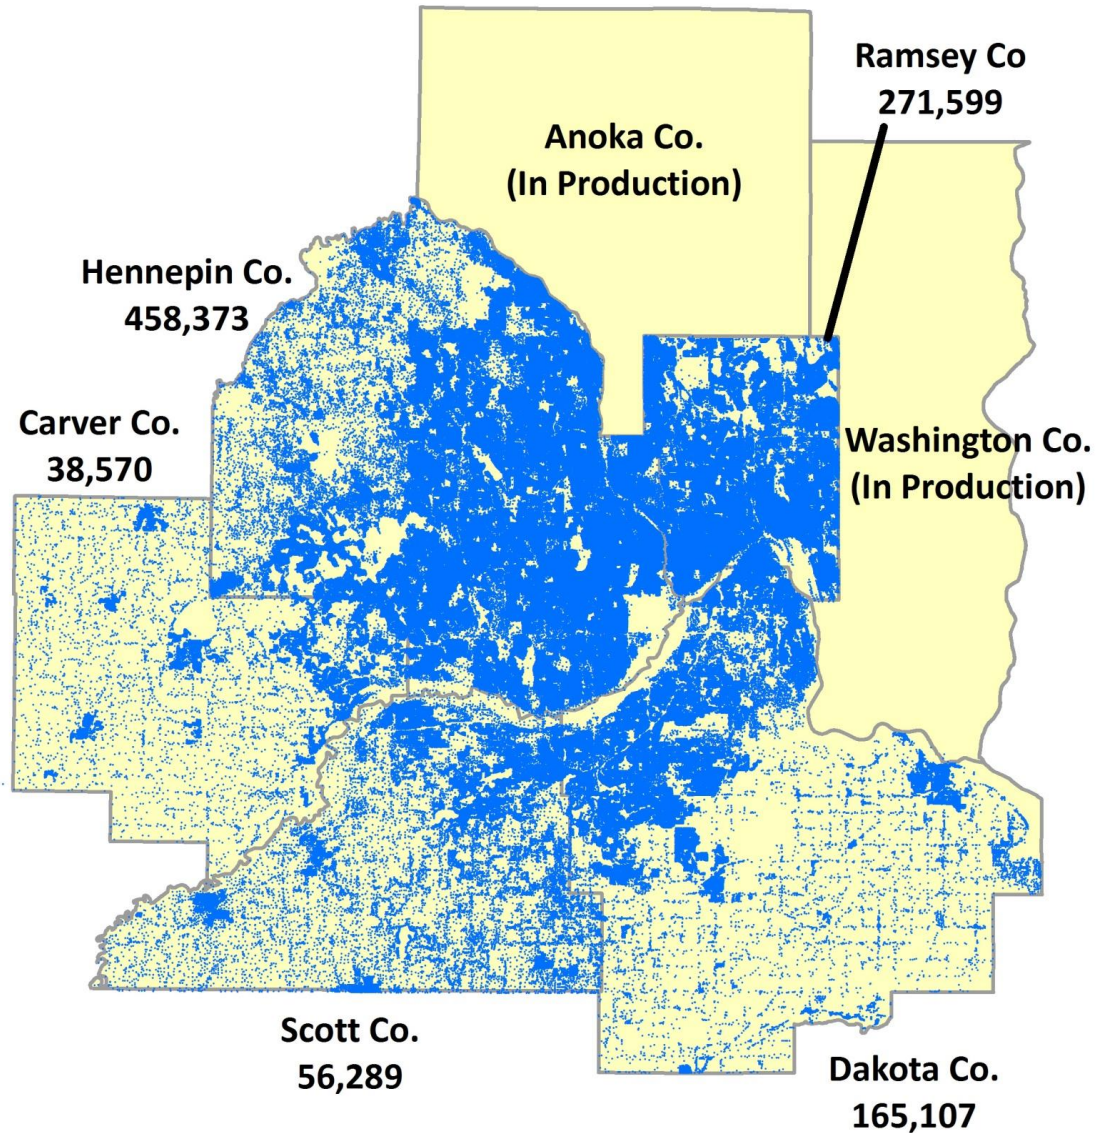 Ramsey Co
271,599
Anoka Co.
(In Production)
Hennepin Co.
458,373
Carver Co.
38,570
Washington Co.
(In Production)
Scott Co.
56,289
Dakota Co.
165,107